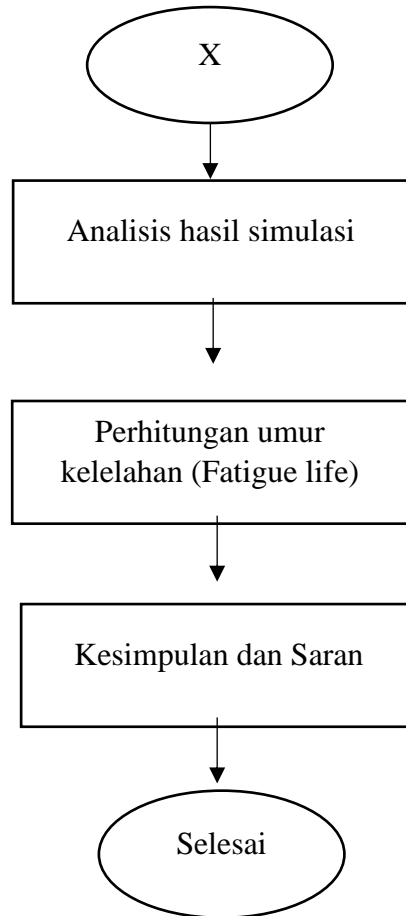 X
Analisis hasil simulasi
Perhitungan umur
kelelahan (Fatigue life)
Kesimpulan dan Saran
Selesai